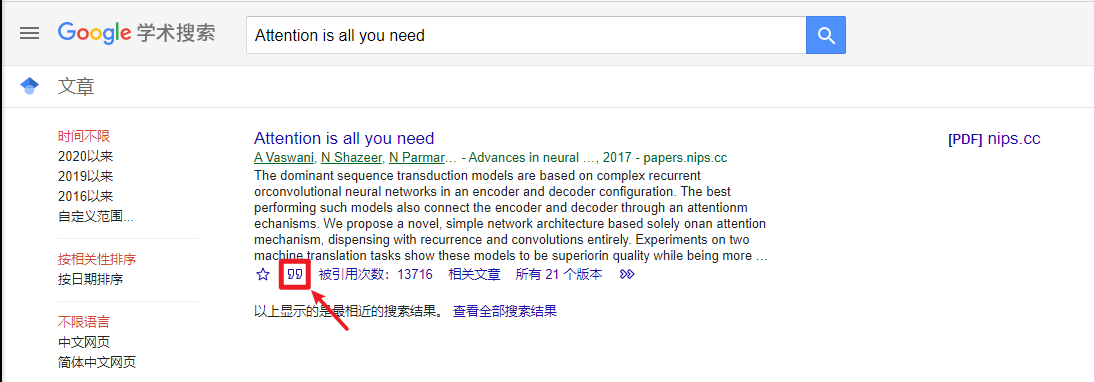 Google 学术搜索
Attention is all you need
文章
时间不限
2020以来
2019以来
2016以来
自定义范围...
按相关性排序
按日期排序
不限语言
中文网页
简体中文网页
Attention is all you need
[PDF] nips.cc
A Vaswani, N Shazeer, N Parmar… - Advances in neural …, 2017 - papers.nips.cc
The dominant sequence transduction models are based on complex recurrent
orconvolutional neural networks in an encoder and decoder configuration. The best
performing such models also connect the encoder and decoder through an attentionm
echanisms. We propose a novel, simple network architecture based solely onan attention
mechanism, dispensing with recurrence and convolutions entirely. Experiments on two
machine translation tasks show these models to be superiorin quality while being more …
被引用次数：13716 相关文章 所有 21 个版本
以上显示的是最相近的搜索结果。 查看全部搜索结果